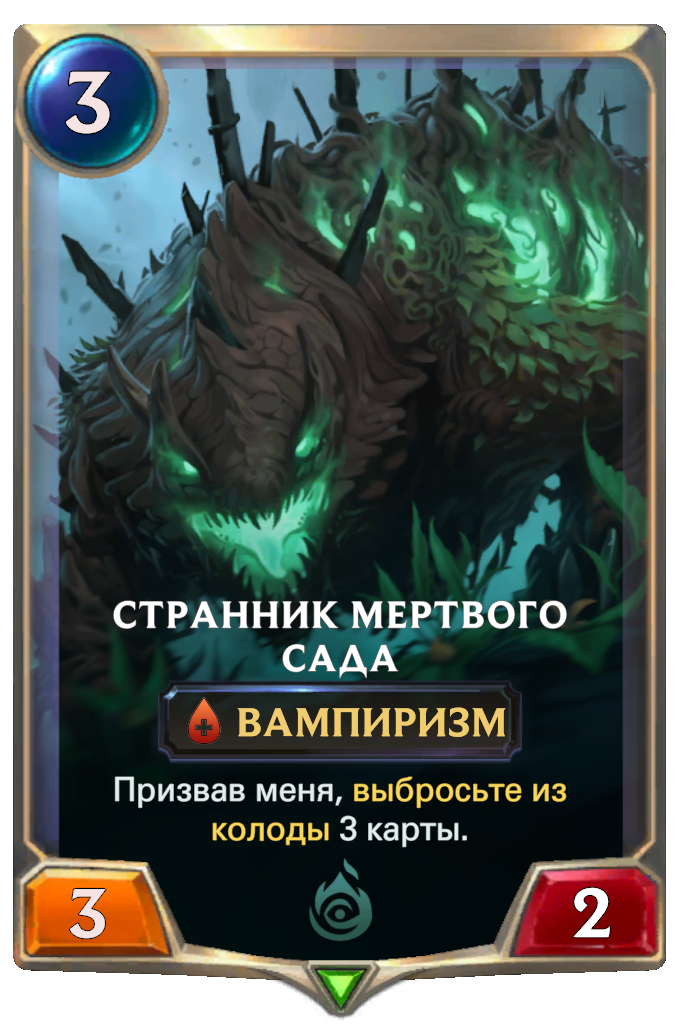 3
СТРАННИК МЕРТВОГО
САДА
ВАМПИРИЗМ
Призвав меня, выбросьте из
колоды 3 карты.
3
2